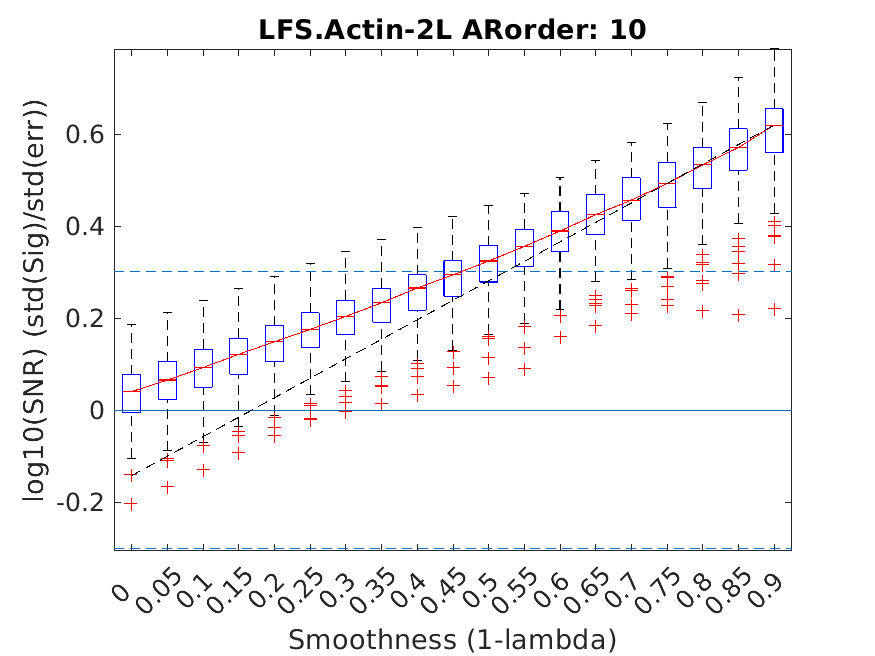 LFS.Actin-2L ARorder: 10
log10(SNR) (std(Sig)/std(err))
0.6
0.4
0.2
0
-0.2
0 0.05 0.1 0.15 0.2 0.25 0.3 0.35 0.4 0.45 0.5 0.55 0.6 0.65 0.7 0.75 0.8 0.85 0.9
Smoothness (1-lambda)